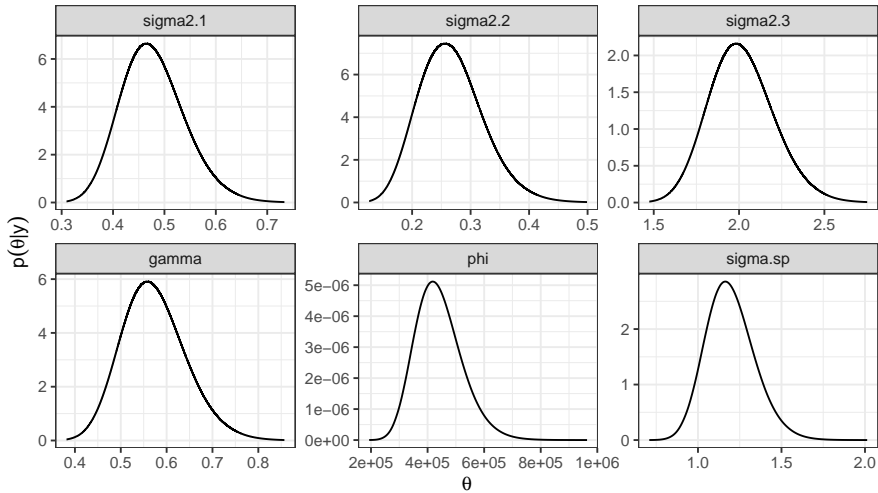 sigma2.1 sigma2.2 sigma2.3
6
4
2
0
0.3 0.4 0.5 0.6 0.7
6
4
2
0
0.2 0.3 0.4 0.5
2.0
1.5
1.0
0.5
0.0
1.5 2.0 2.5
p(θ|y)
gamma phi sigma.sp
6
4
2
0
0.4 0.5 0.6 0.7 0.8
5e−06
4e−06
3e−06
2e−06
1e−06
0e+00
2e+05 4e+05 6e+05 8e+05 1e+06
2
1
0
1.0 1.5 2.0
θ